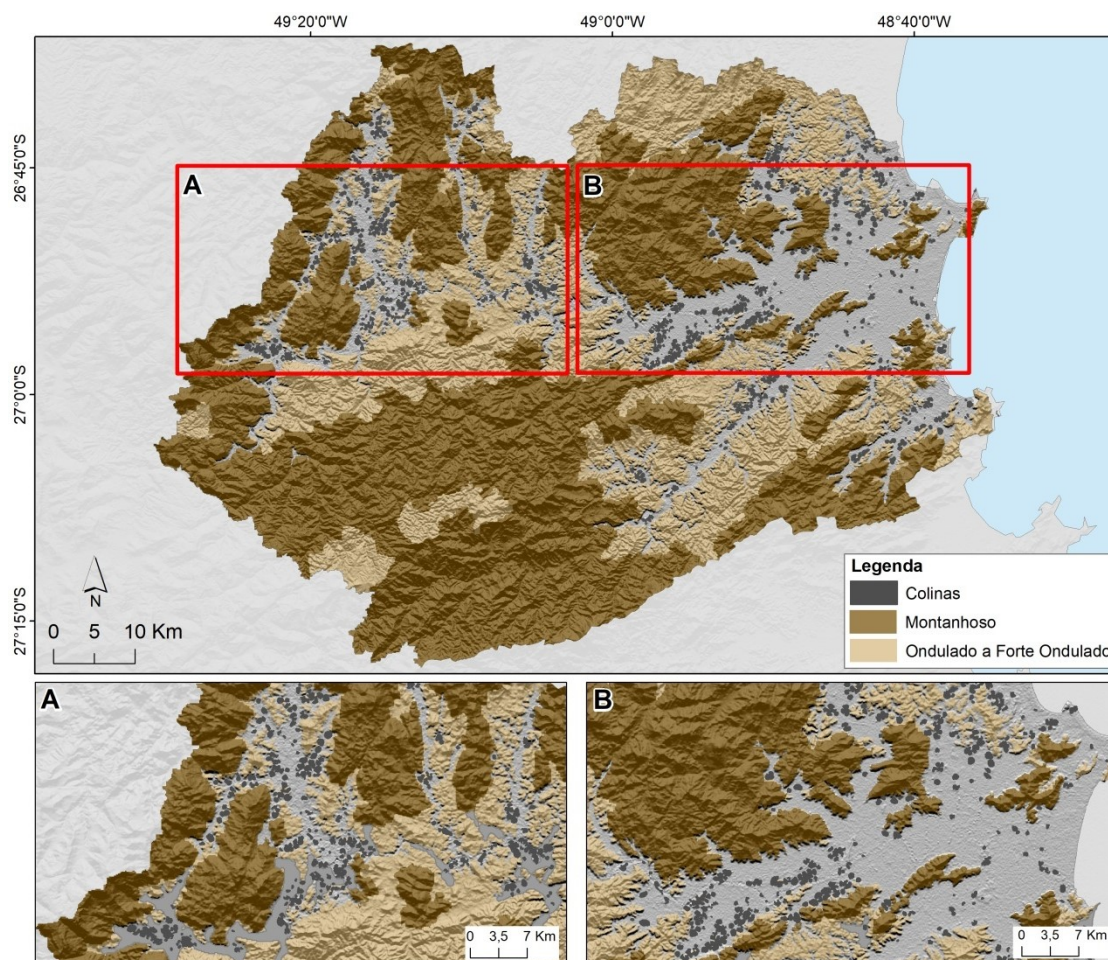 49°20'0"W
49°0'0"W
48°40'0"W
26°45'S
27°0'0"S
27°15'0"S
A
B
N
0 5 10 Km
Legenda
Colinas
Montanhoso
Ondulado a Forte Ondulado
A
0 3,5 7 Km
B
0 3,5 7 Km